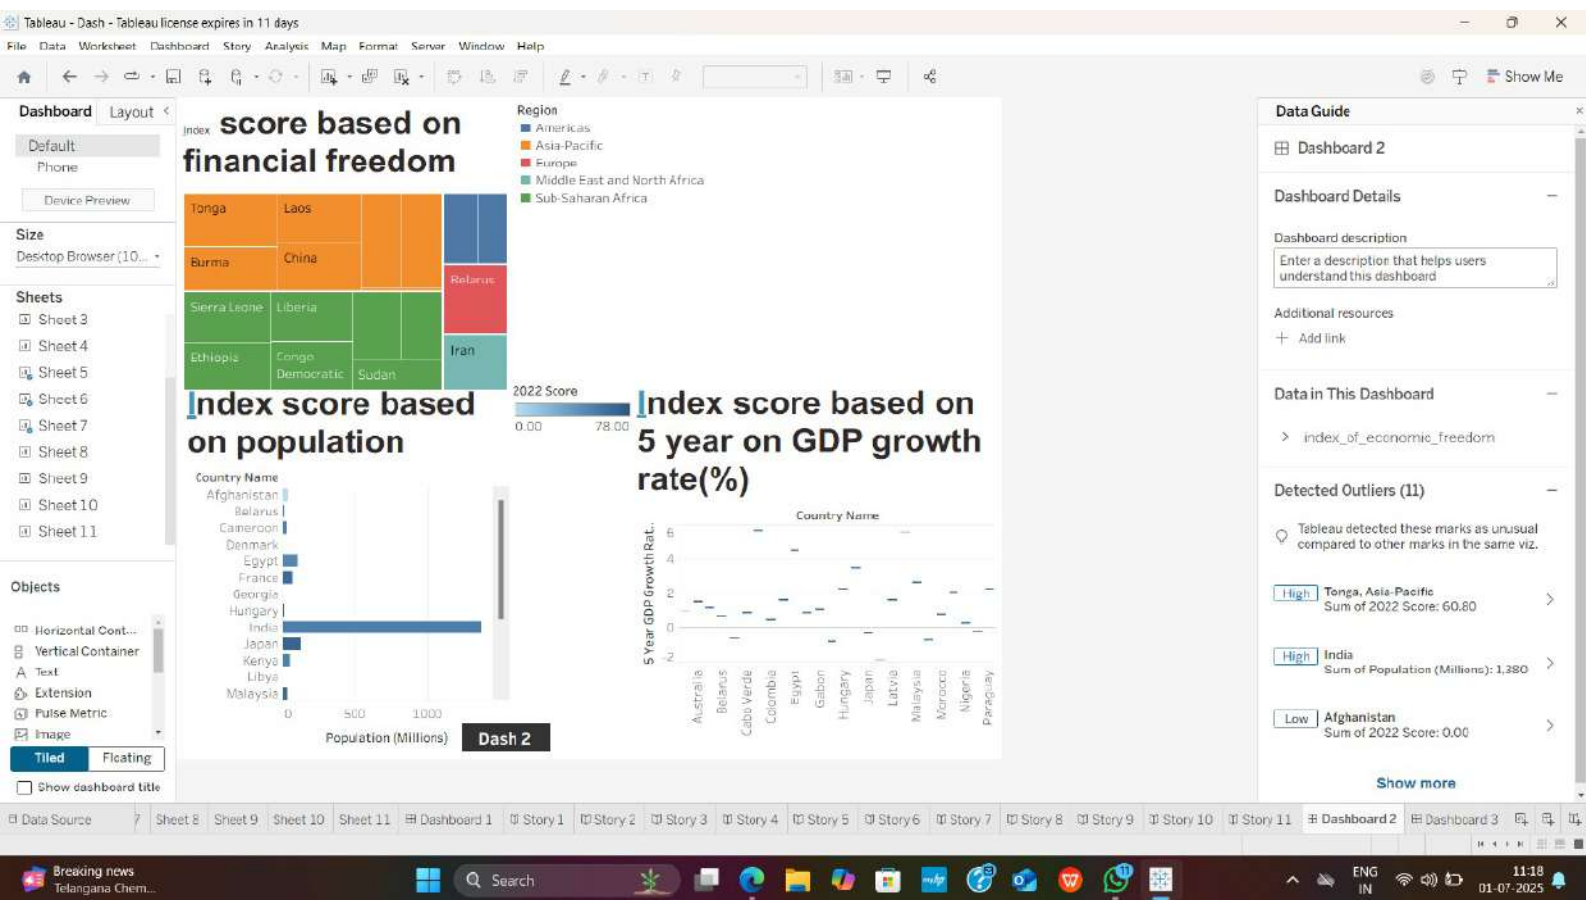 Tableau - Dash - Tableau license expires in 11 days
File Data Worksheet Dashboard Story Analysis Map Format Server Window Help
Show Me
Dashboard Layout
Default
Phone
Device Preview
Size
Desktop Browser (10...
Sheets
Sheet 3
Sheet 4
Sheet 5
Sheet 6
Sheet 7
Sheet 8
Sheet 9
Sheet 10
Sheet 11
Objects
Horizontal Cont...
Vertical Container
A Text
Extension
Pulse Metric
Image
Tiled Floating
Show dashboard title
Index score based on
financial freedom
Tonga Laos
Burma China
Belarus
Sierra Leone Liberia
Ethiopia Congo
Democratic Sudan
Iran
Region
Americas
Asia-Pacific
Europe
Middle East and North Africa
Sub-Saharan Africa
Index score based
on population
2022 Score
0.00 78.00
Country Name
Afghanistan
Belarus
Cameroon
Denmark
Egypt
France
Georgia
Hungary
India
Japan
Kenya
Libya
Malaysia
0 500 1000
Population (Millions)
Dash 2
Index score based on
5 year on GDP growth
rate(%)
Country Name
5 Year GDP Growth Rat..
6
4
2
0
-2
Australia
Belarus
Cabo Verde
Colombia
Egypt
Gabon
Hungary
Japan
Latvia
Malaysia
Morocco
Nigeria
Paraguay
Data Guide
Dashboard 2
Dashboard Details
Dashboard description
Enter a description that helps users
understand this dashboard
Additional resources
+ Add link
Data in This Dashboard
index_of_economic_freedom
Detected Outliers (11)
Tableau detected these marks as unusual
compared to other marks in the same viz.
High Tonga, Asia-Pacific
Sum of 2022 Score: 60.80
High India
Sum of Population (Millions): 1,380
Low Afghanistan
Sum of 2022 Score: 0.00
Show more
Data Source 7 Sheet 8 Sheet 9 Sheet 10 Sheet 11 Dashboard 1 Story 1 Story 2 Story 3 Story 4 Story 5 Story 6 Story 7 Story 8 Story 9 Story 10 Story 11 Dashboard 2 Dashboard 3
Breaking news
Telangana Chem...
Search
ENG
IN
11:18
01-07-2025